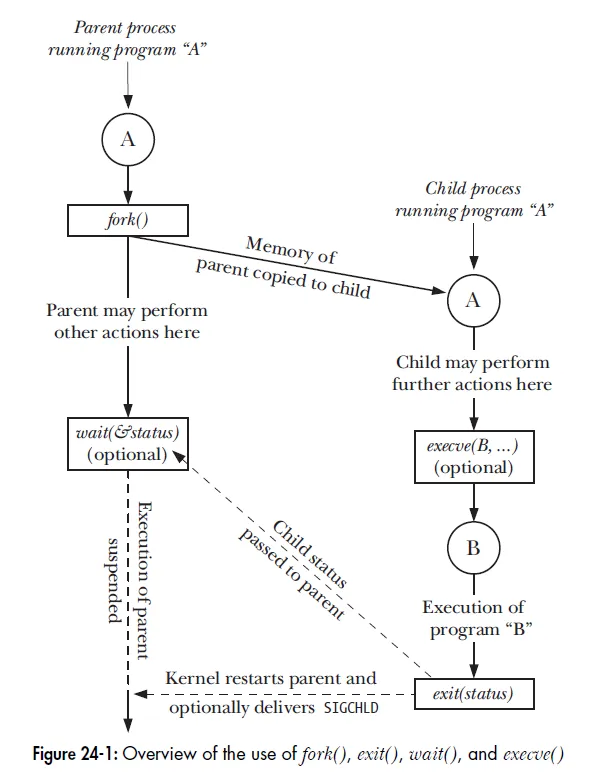 Parent process
running program “A”
A
fork()
Memory of
parent copied to child
Child process
running program “A”
A
Parent may perform
other actions here
Child may perform
further actions here
wait(&status)
(optional)
execve(B, ...)
(optional)
B
Execution of parent
suspended
Child status
passed to parent
Execution of
program “B”
Kernel restarts parent and
optionally delivers SIGCHLD
exit(status)
Figure 24-1: Overview of the use of fork(), exit(), wait(), and execve()